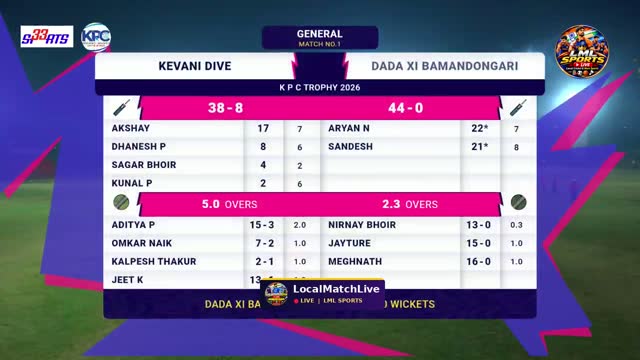 33 SPORTS
KPC
GENERAL
MATCH NO.1
LML SPORTS LIVE
KEVANI DIVE DADA XI BAMANDONGARI
K P C TROPHY 2026
38-8 44-0
AKSHAY 17 7 ARYAN N 22* 7
DHANESH P 8 6 SANDESH 21* 8
SAGAR BHOIR 4 2
KUNAL P 2 6
5.0 OVERS 2.3 OVERS
ADITYA P 15-3 2.0 NIRNAY BHOIR 13-0 0.3
OMKAR NAIK 7-2 1.0 JAYTURE 15-0 1.0
KALPESH THAKUR 2-1 1.0 MEGHNATH 16-0 1.0
JEET K
LocalMatchLive
LIVE | LML SPORTS
DADA XI WICKETS